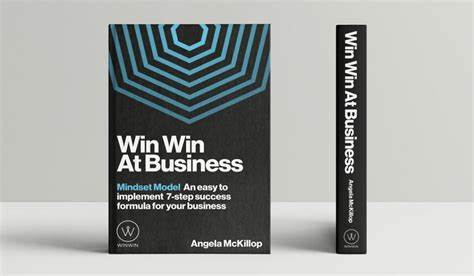 Win Win
At Business
Mindset Model An easy to
implement 7-step success
formula for your business
WINWIN
Angela McKillop
Win Win At Business
Angela McKillop